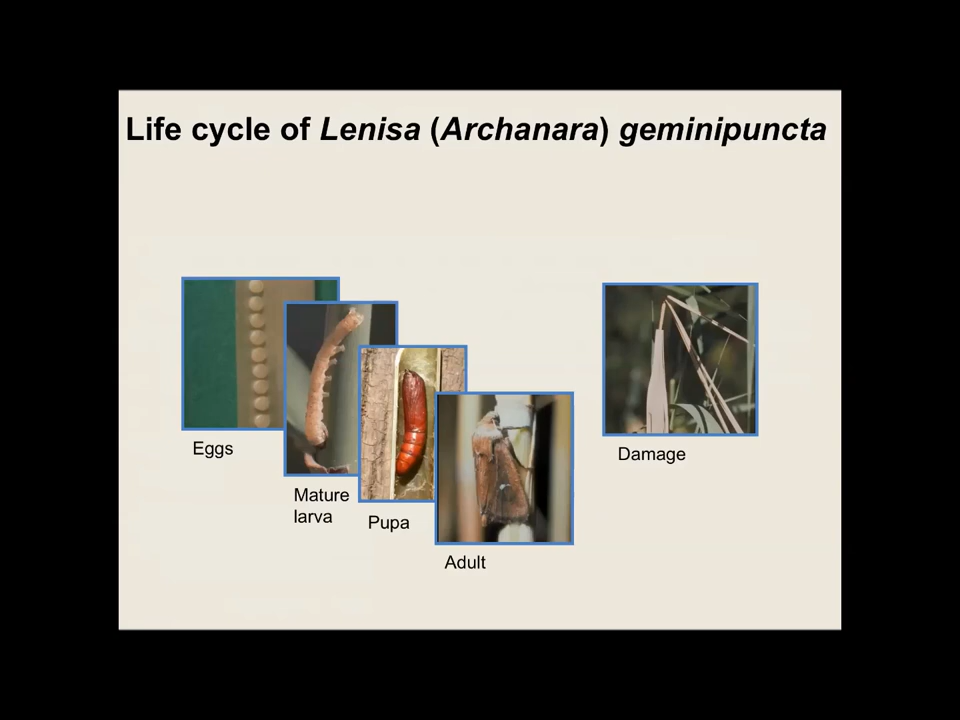 Life cycle of Lenisa (Archanara) geminipuncta
Eggs
Damage
Mature
larva
Pupa
Adult